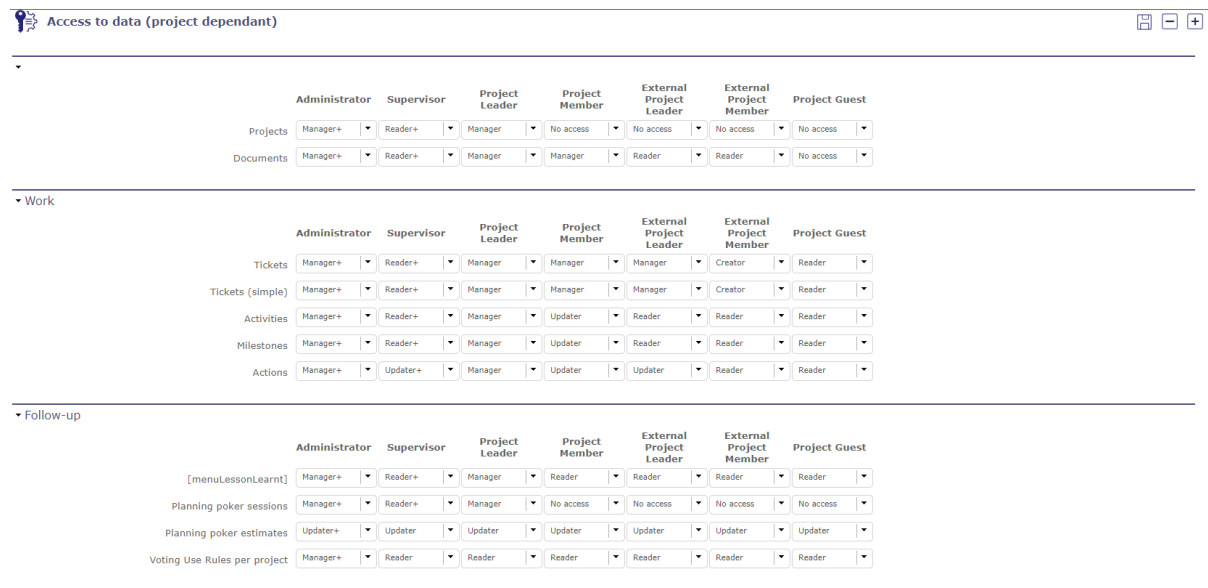 Access to data (project dependant)
Administrator Supervisor Project Leader Project Member External Project Leader External Project Member Project Guest
Projects Manager+ Reader+ Manager No access No access No access No access
Documents Manager+ Reader+ Manager Manager Reader Reader No access
Work
Administrator Supervisor Project Leader Project Member External Project Leader External Project Member Project Guest
Tickets Manager+ Reader+ Manager Manager Manager Creator Reader
Tickets (simple) Manager+ Reader+ Manager Manager Manager Creator Reader
Activities Manager+ Reader+ Manager Updater Reader Reader Reader
Milestones Manager+ Reader+ Manager Updater Reader Reader Reader
Actions Manager+ Updater+ Manager Updater Updater Reader Reader
Follow-up
Administrator Supervisor Project Leader Project Member External Project Leader External Project Member Project Guest
[menuLessonLearnt] Manager+ Reader+ Manager Reader Reader Reader Reader
Planning poker sessions Manager+ Reader+ Manager No access No access No access No access
Planning poker estimates Updater+ Updater Updater Updater Updater Updater Updater
Voting Use Rules per project Manager+ Reader Reader Reader Reader Reader Reader